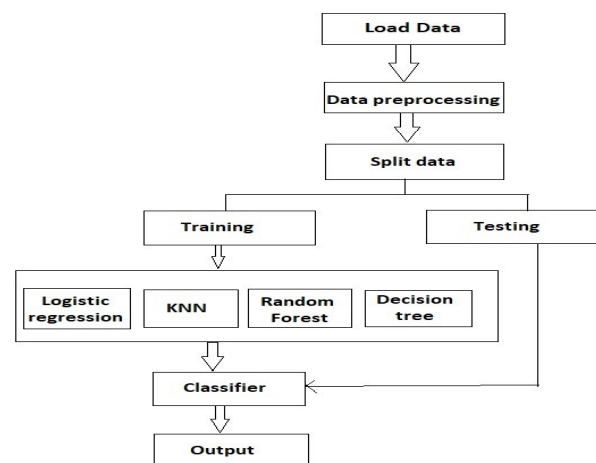 Load Data
Data preprocessing
Split data
Training
Testing
Logistic
regression
KNN
Random
Forest
Decision
tree
Classifier
Output